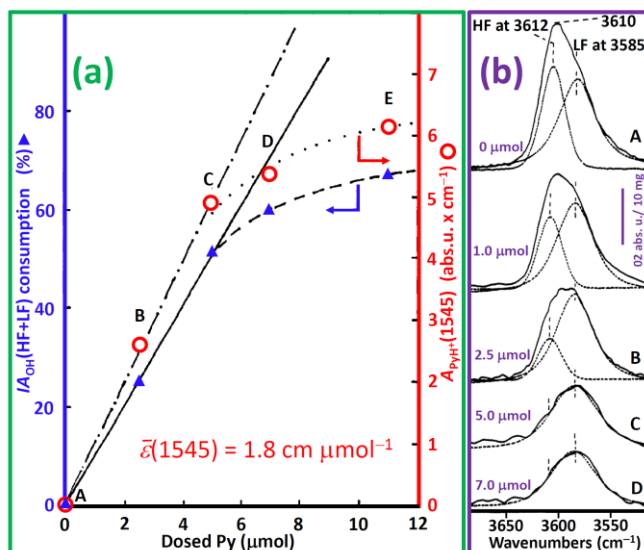 (a)
IA_OH(HF+LF) consumption (%)
80
60
40
20
0
A
B
C
D
E
ε̄(1545) = 1.8 cm μmol⁻¹
0
2
4
6
8
10
12
Dosed Py (μmol)
7
6
5
4
3
2
1
0
A_PyH⁺(1545)
(abs.u. x cm⁻¹)
(b)
HF at 3612
3610
LF at 3585
A
0 μmol
02 abs. u./ 10 mg
1.0 μmol
2.5 μmol
B
5.0 μmol
C
7.0 μmol
D
3650
3600
3550
Wavenumbers (cm⁻¹)